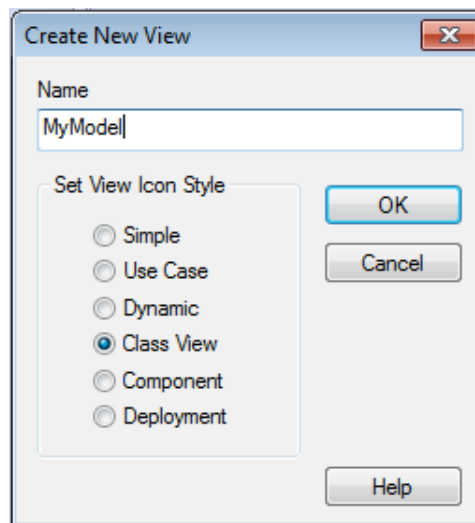 Create New View
Name
MyModel
Set View Icon Style
Simple
Use Case
Dynamic
Class View
Component
Deployment
OK
Cancel
Help